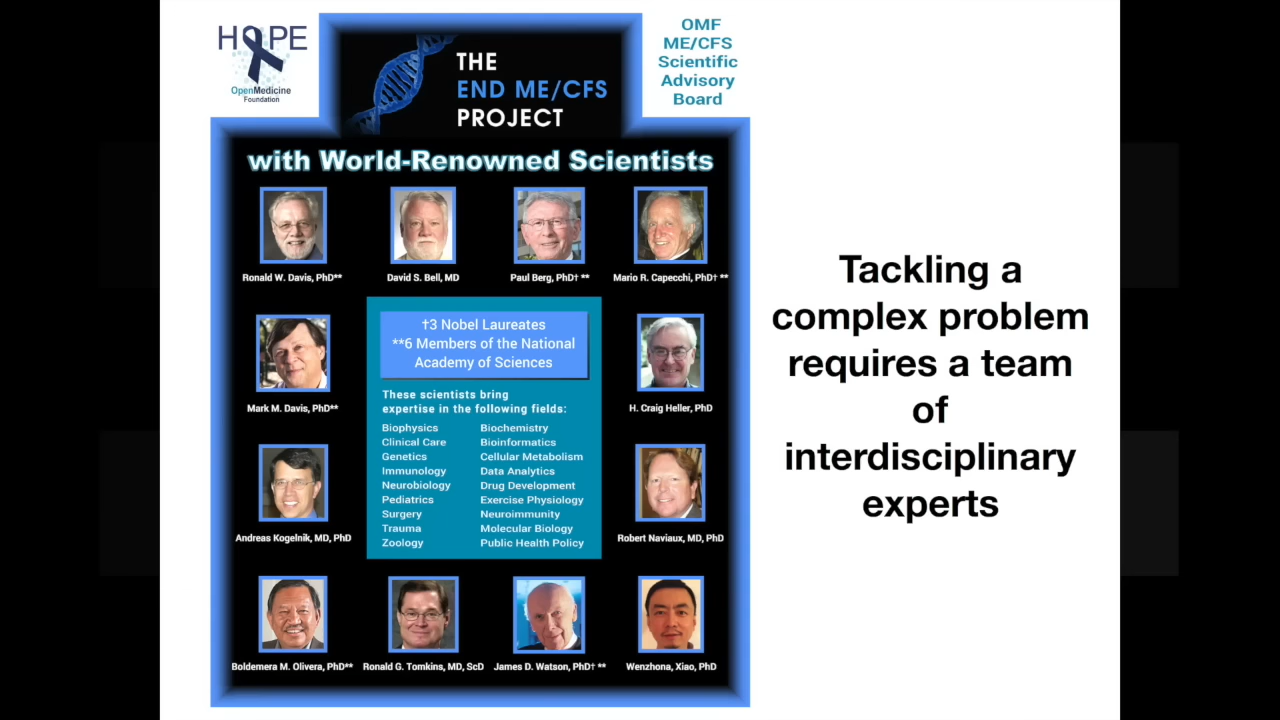 HOPE
OpenMedicine
Foundation
THE
END ME/CFS
PROJECT
OMF
ME/CFS
Scientific
Advisory
Board
with World-Renowned Scientists
Ronald W. Davis, PhD**
David S. Bell, MD
Paul Berg, PhD† **
Mario R. Capecchi, PhD† **
Mark M. Davis, PhD**
†3 Nobel Laureates
**6 Members of the National
Academy of Sciences
H. Craig Heller, PhD
These scientists bring
expertise in the following fields:
Biophysics
Clinical Care
Genetics
Immunology
Neurobiology
Pediatrics
Surgery
Trauma
Zoology
Biochemistry
Bioinformatics
Cellular Metabolism
Data Analytics
Drug Development
Exercise Physiology
Neuroimmunity
Molecular Biology
Public Health Policy
Andreas Kogelnik, MD, PhD
Robert Naviaux, MD, PhD
Boldemera M. Olivera, PhD**
Ronald G. Tomkins, MD, ScD
James D. Watson, PhD† **
Wenzhona, Xiao, PhD
Tackling a
complex problem
requires a team
of
interdisciplinary
experts